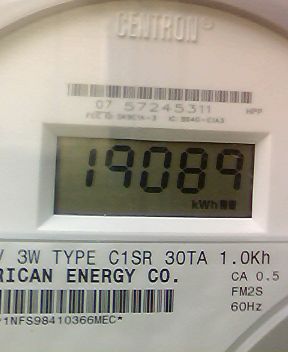 CENTRON
07 57245311 HPP
19089
kWh
V 3W TYPE C1SR 30TA 1.0Kh
RICAN ENERGY CO. CA 0.5
FM2S
60Hz
1NFS98410366MEC*